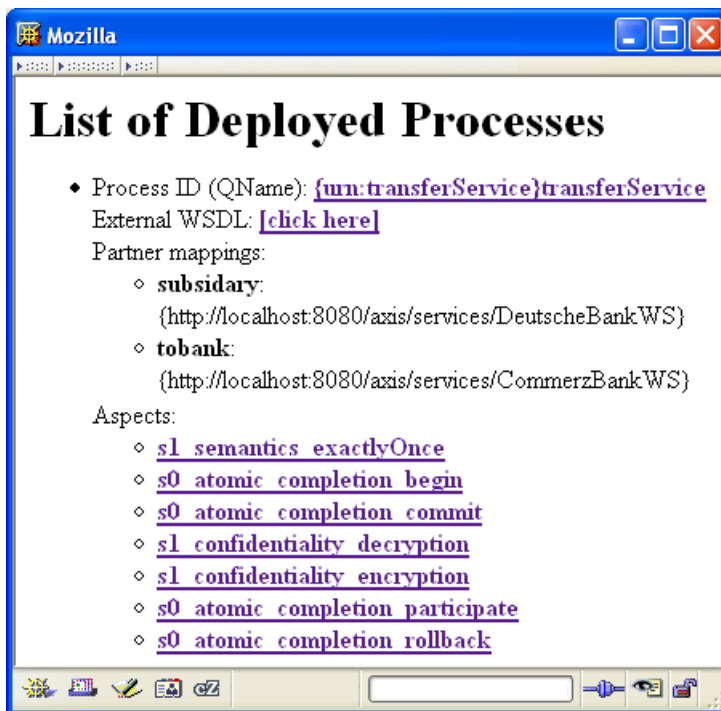 Mozilla
List of Deployed Processes
Process ID (QName): {urn:transferService}transferService
External WSDL: [click here]
Partner mappings:
subsidary:
{http://localhost:8080/axis/services/DeutscheBankWS}
tobank:
{http://localhost:8080/axis/services/CommerzBankWS}
Aspects:
s1_semantics_exactlyOnce
s0_atomic_completion_begin
s0_atomic_completion_commit
s1_confidentiality_decryption
s1_confidentiality_encryption
s0_atomic_completion_participate
s0_atomic_completion_rollback